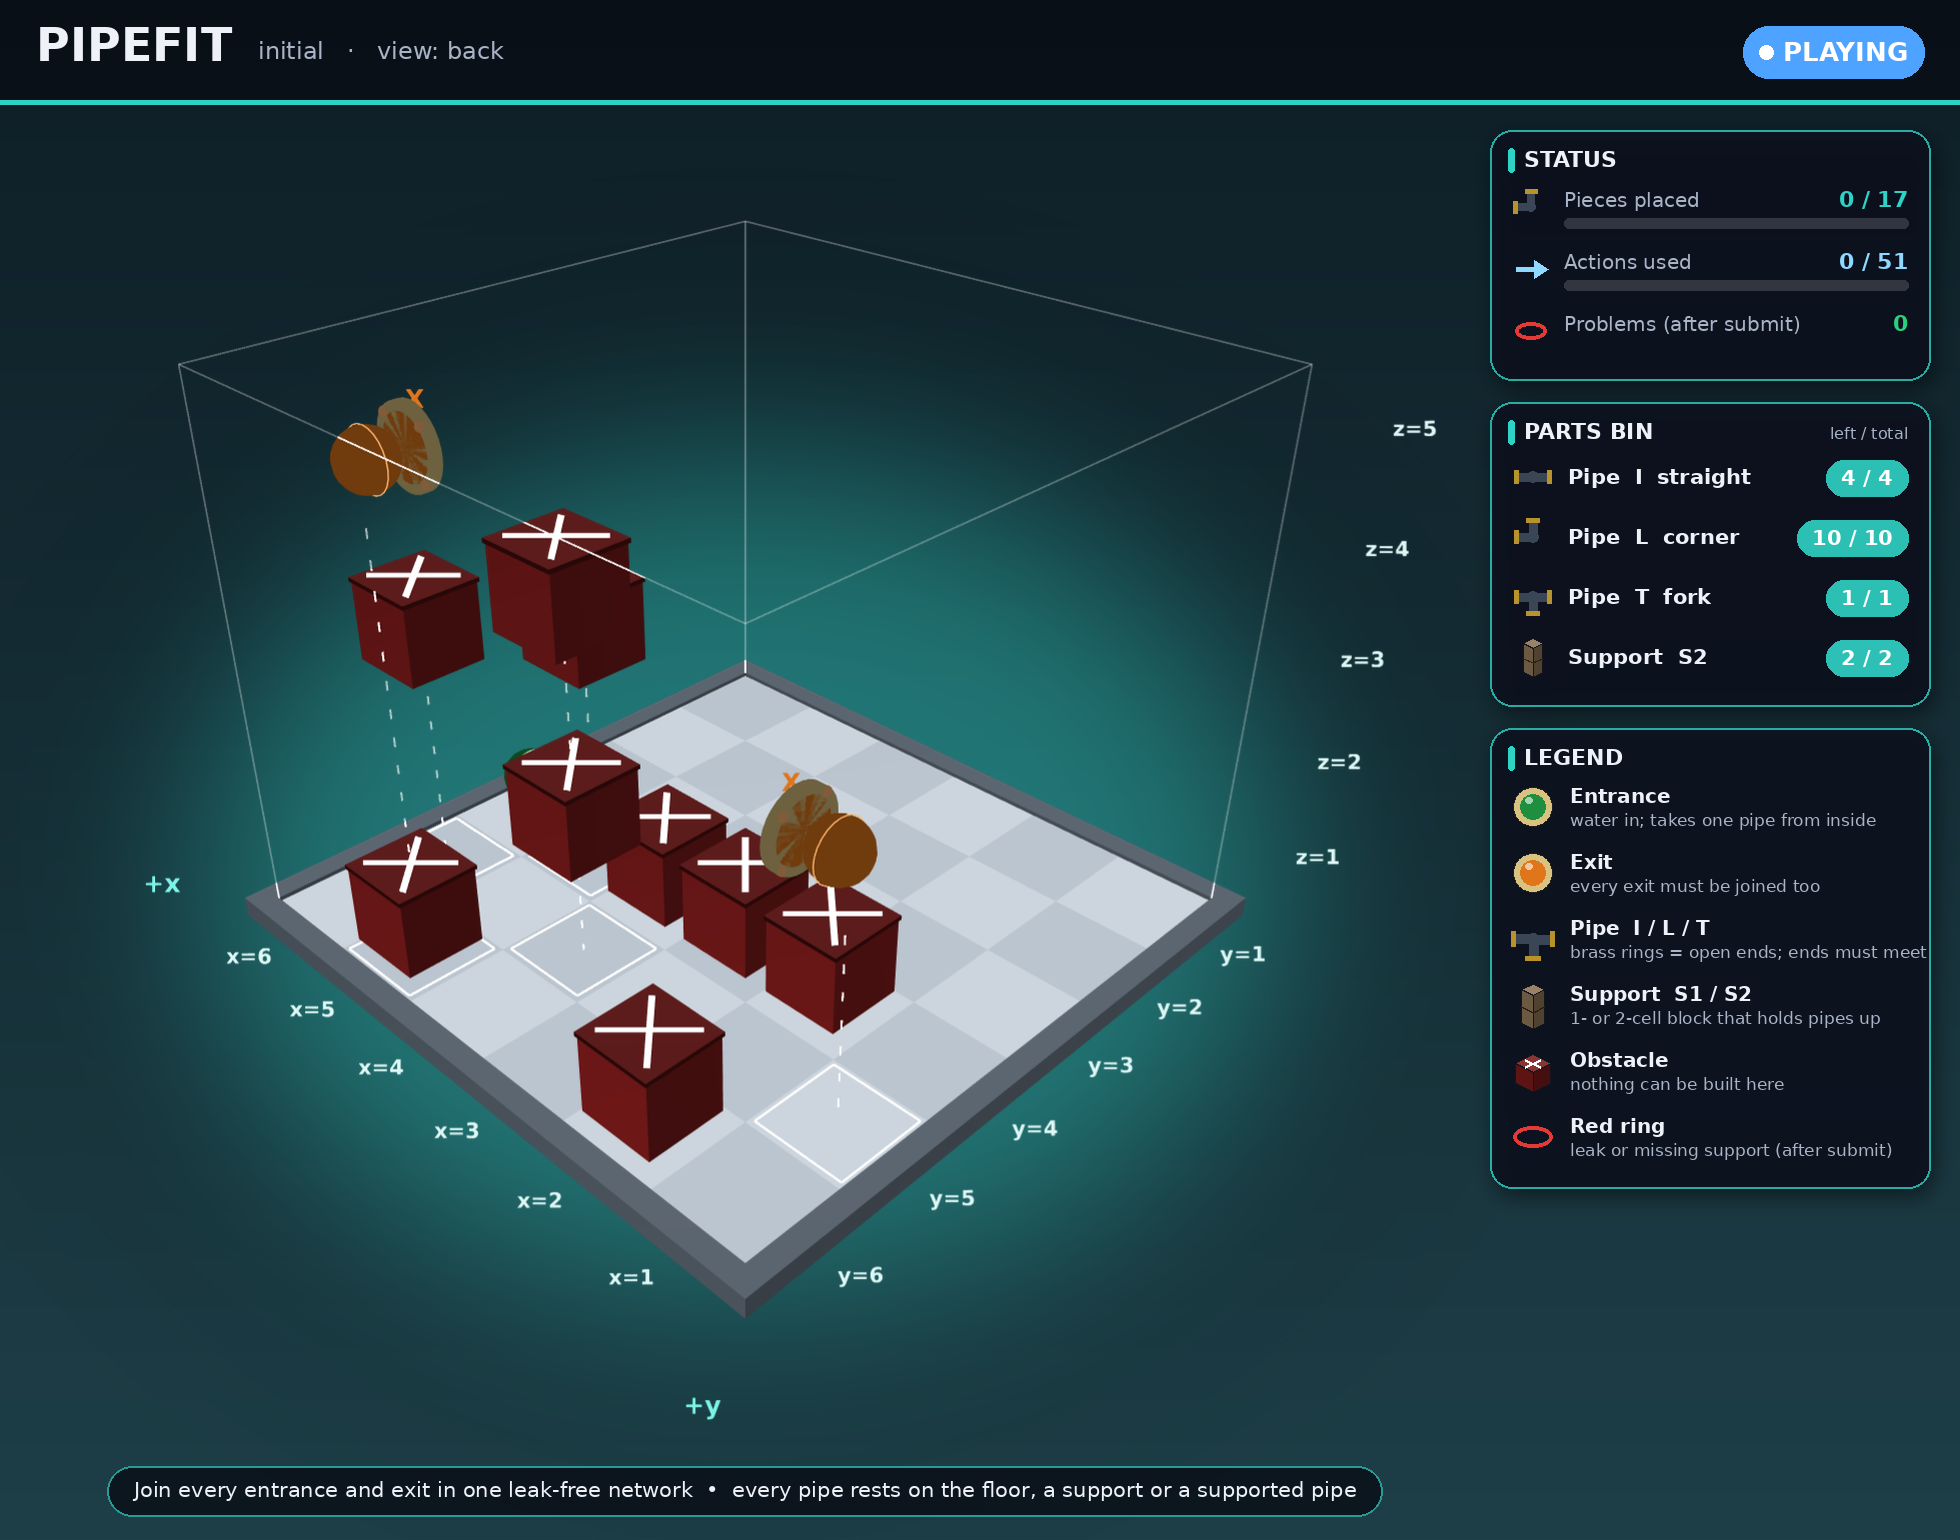 PIPEFIT initial · view: back
PLAYING
STATUS
Pieces placed 0 / 17
Actions used 0 / 51
Problems (after submit) 0
PARTS BIN left / total
Pipe I straight 4 / 4
Pipe L corner 10 / 10
Pipe T fork 1 / 1
Support S2 2 / 2
LEGEND
Entrance
water in; takes one pipe from inside
Exit
every exit must be joined too
Pipe I / L / T
brass rings = open ends; ends must meet
Support S1 / S2
1- or 2-cell block that holds pipes up
Obstacle
nothing can be built here
Red ring
leak or missing support (after submit)
X
X
z=5
z=4
z=3
z=2
z=1
+x
x=6
x=5
x=4
x=3
x=2
x=1
y=1
y=2
y=3
y=4
y=5
y=6
+y
Join every entrance and exit in one leak-free network • every pipe rests on the floor, a support or a supported pipe